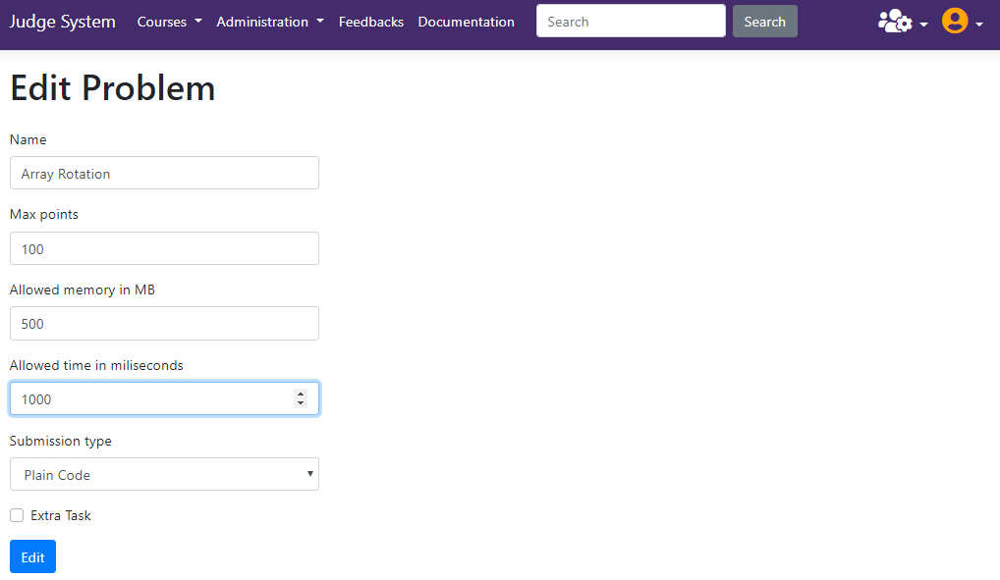 Judge System Courses Administration Feedbacks Documentation Search Search
Edit Problem
Name
Array Rotation
Max points
100
Allowed memory in MB
500
Allowed time in miliseconds
1000
Submission type
Plain Code
Extra Task
Edit